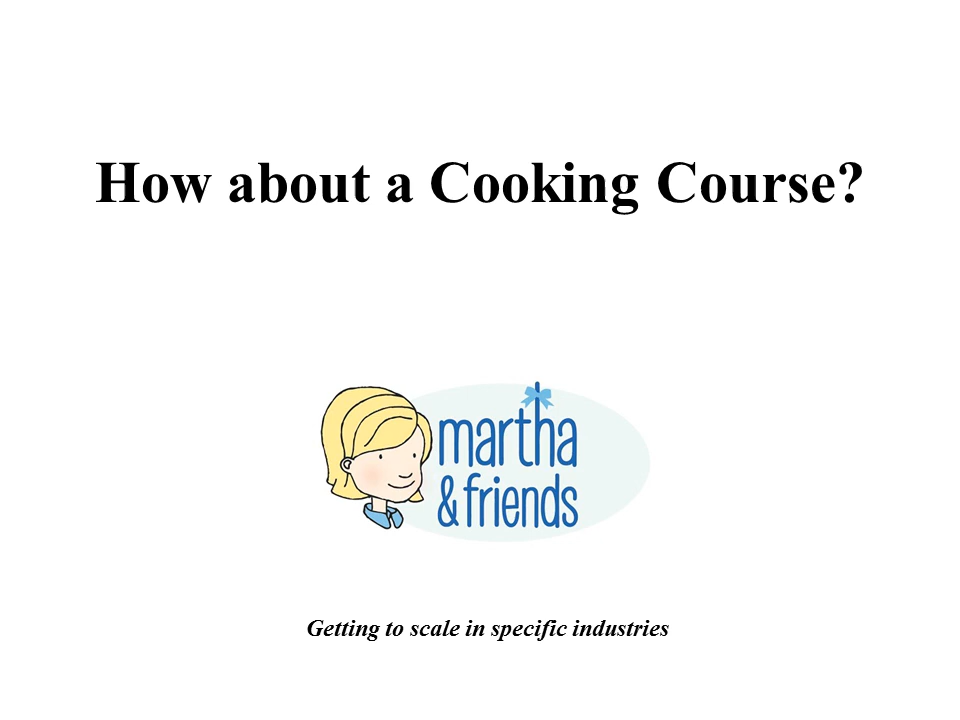 How about a Cooking Course?
martha
& friends
Getting to scale in specific industries